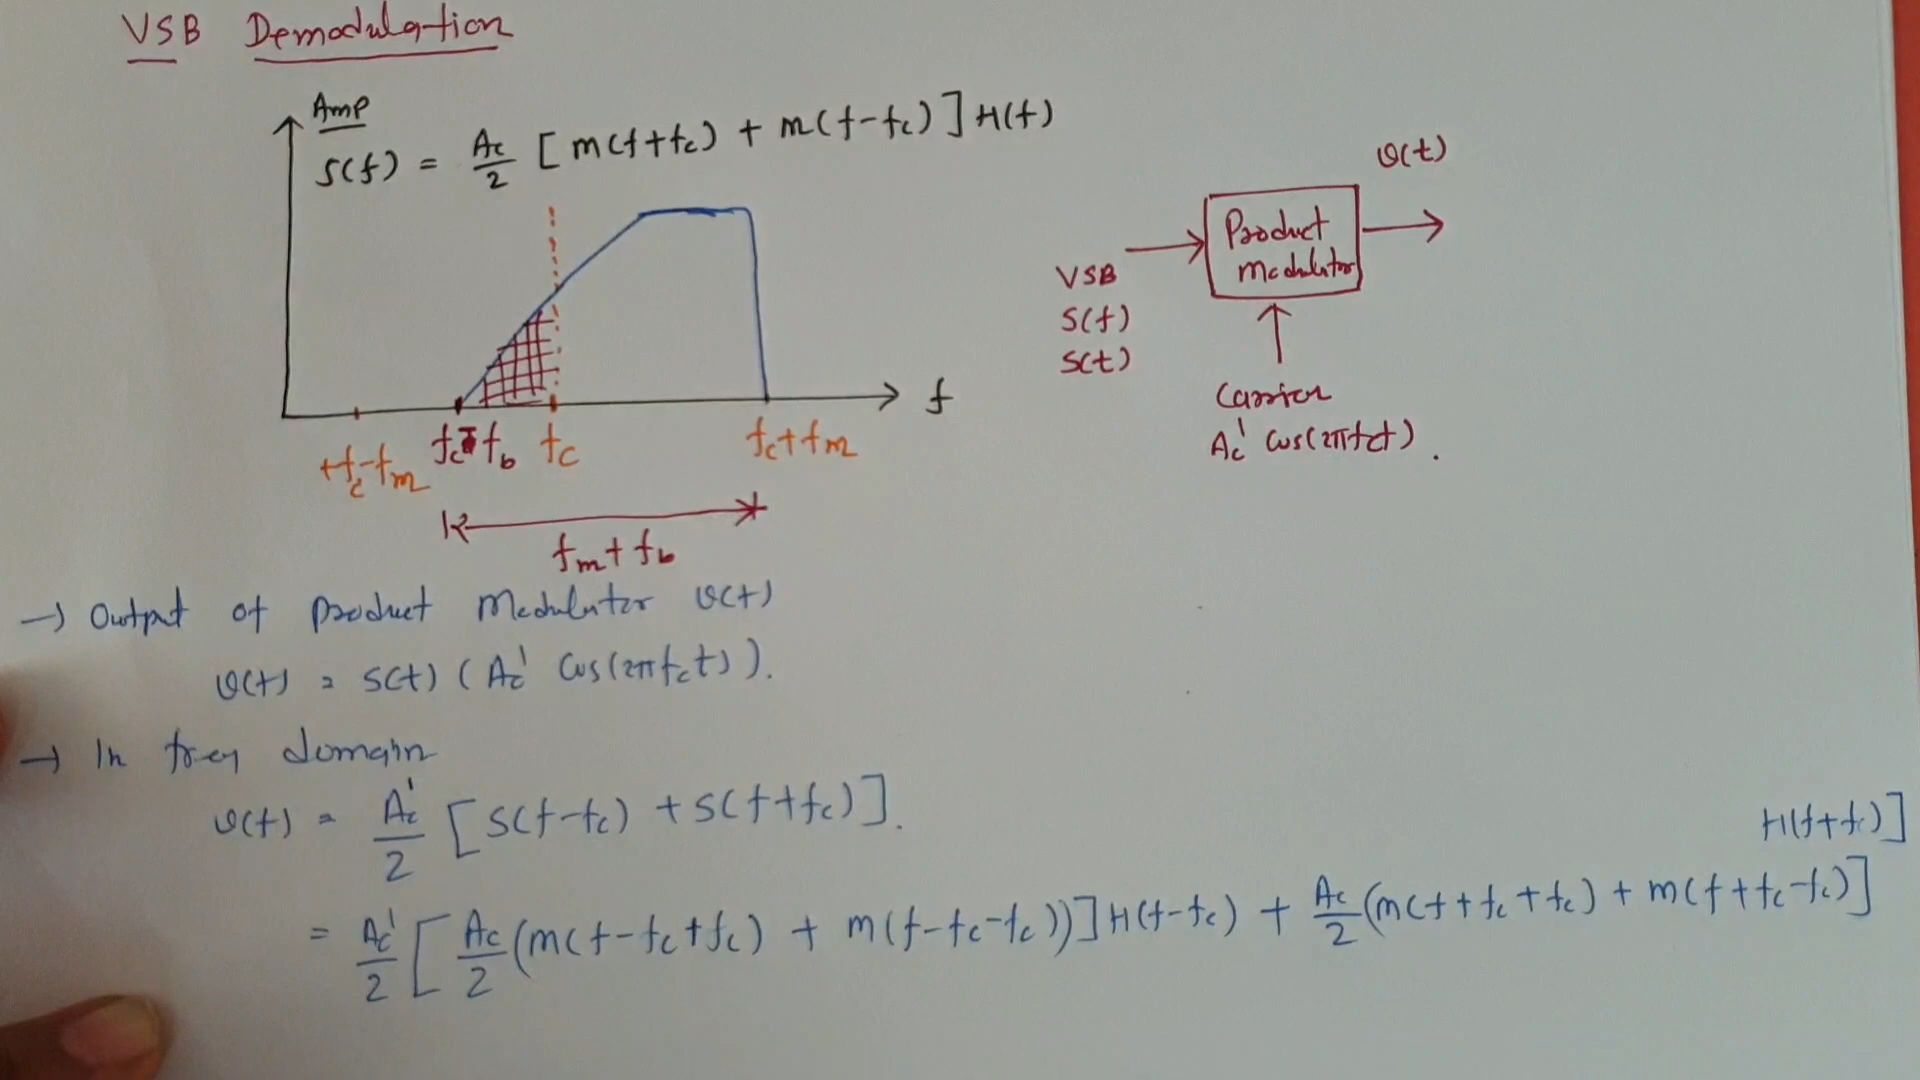 VSB Demodulation
Amp
S(f) = Ac/2 [m(f+fc) + m(f-fc)] H(f)
f
+fc-fm
fc-fb
fc
fc+fm
fm+fb
v(t)
Product
modulator
VSB
S(f)
S(t)
Carrier
Ac' cos(2πfct).
→ Output of product Modulator v(t)
v(t) = s(t) (Ac' cos(2πfct)).
→ In freq domain
v(f) = Ac'/2 [S(f-fc) + S(f+fc)].
H(f+fc)]
= Ac'/2 [Ac/2 (m(f-fc+fc) + m(f-fc-fc))] H(f-fc) + Ac/2 (m(f+fc+fc) + m(f+fc-fc)]